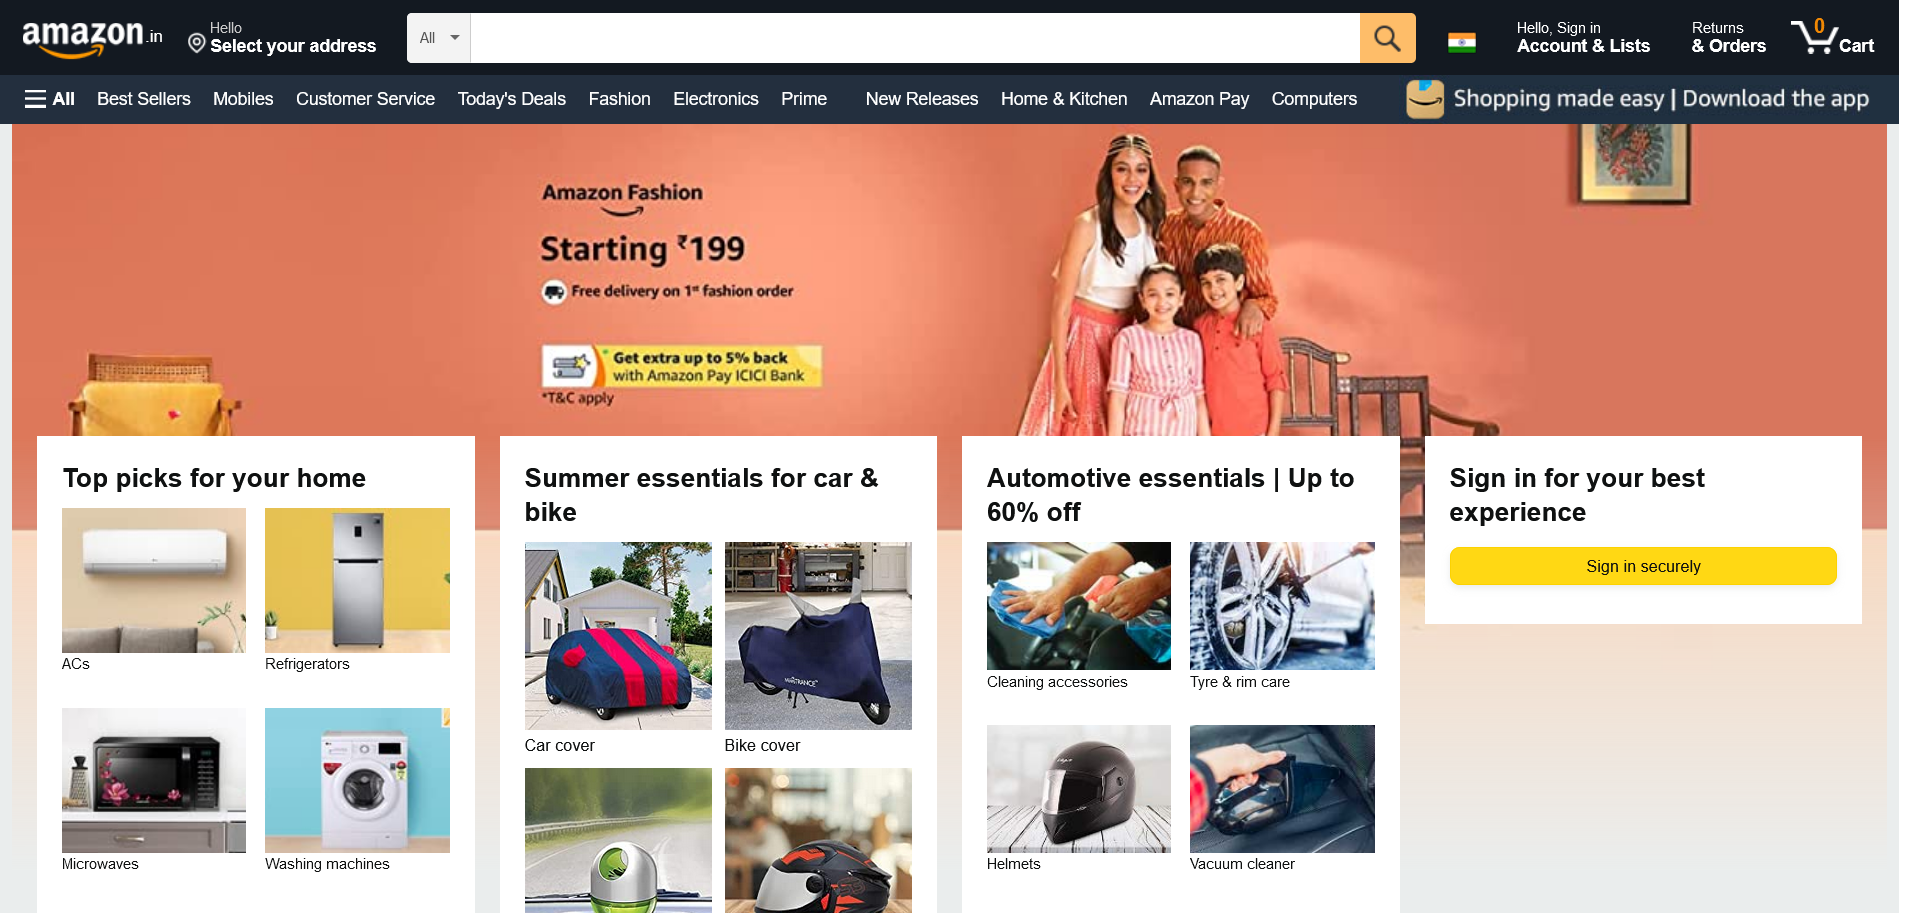 amazon.in
Hello
Select your address
All
Hello, Sign in
Account & Lists
Returns
& Orders
0
Cart
All
Best Sellers
Mobiles
Customer Service
Today's Deals
Fashion
Electronics
Prime
New Releases
Home & Kitchen
Amazon Pay
Computers
Shopping made easy | Download the app
Amazon Fashion
Starting ₹199
Free delivery on 1st fashion order
Get extra up to 5% back
with Amazon Pay ICICI Bank
*T&C apply
Top picks for your home
ACs
Refrigerators
Microwaves
Washing machines
Summer essentials for car &
bike
Car cover
Bike cover
Automotive essentials | Up to
60% off
Cleaning accessories
Tyre & rim care
Helmets
Vacuum cleaner
Sign in for your best
experience
Sign in securely